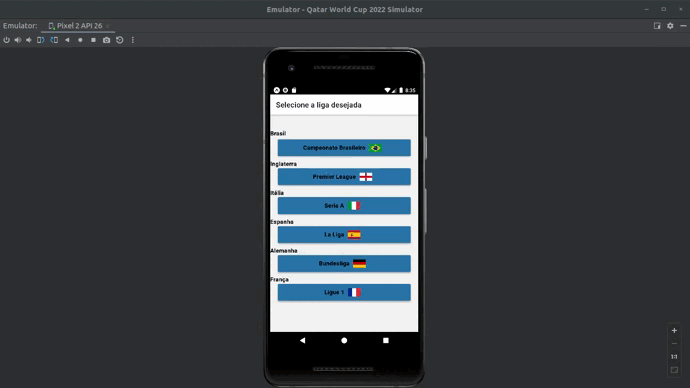 Emulator - Qatar World Cup 2022 Simulator
Emulator: Pixel 2 API 26
8:35
Selecione a liga desejada
Brasil
Campeonato Brasileiro
Inglaterra
Premier League
Itália
Serie A
Espanha
La Liga
Alemanha
Bundesliga
França
Ligue 1
1:1